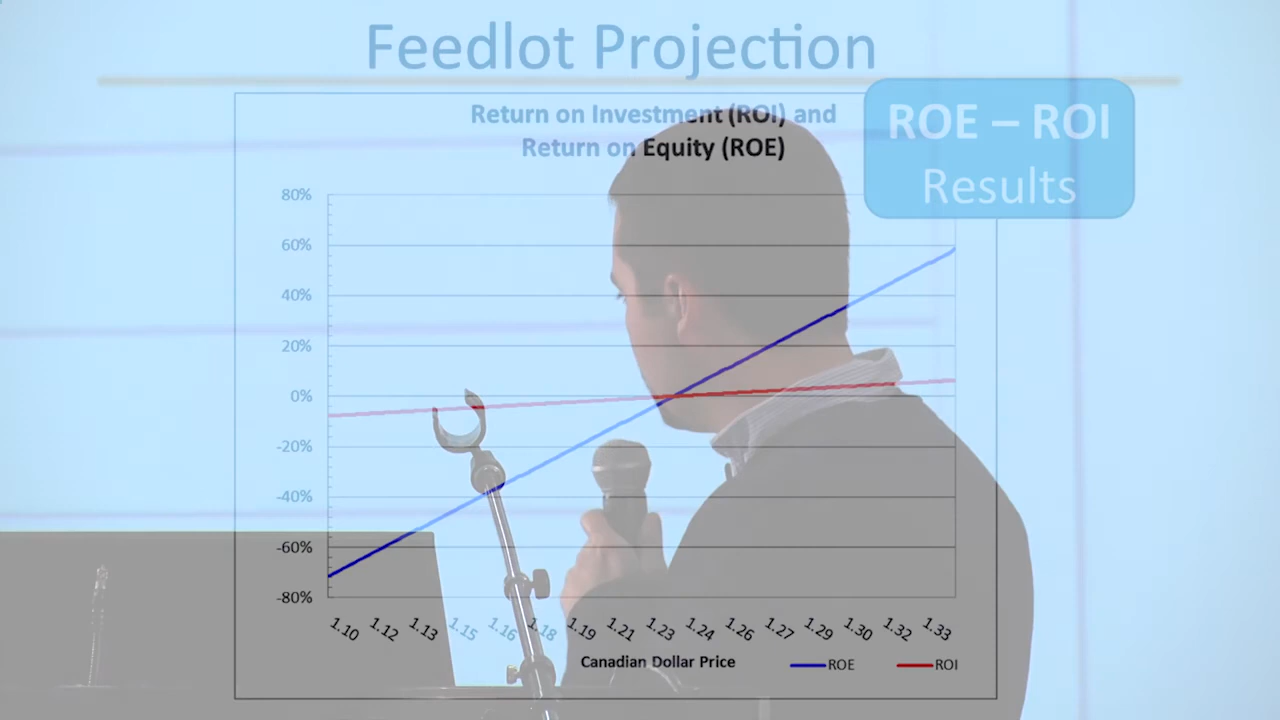 Feedlot Projection
Return on Investment (ROI) and
Return on Equity (ROE)
ROE – ROI
Results
80%
60%
40%
20%
0%
-20%
-40%
-60%
-80%
1.10 1.12 1.13 1.15 1.16 1.18 1.19 1.21 1.23 1.24 1.26 1.27 1.29 1.30 1.32 1.33
Canadian Dollar Price
ROE ROI